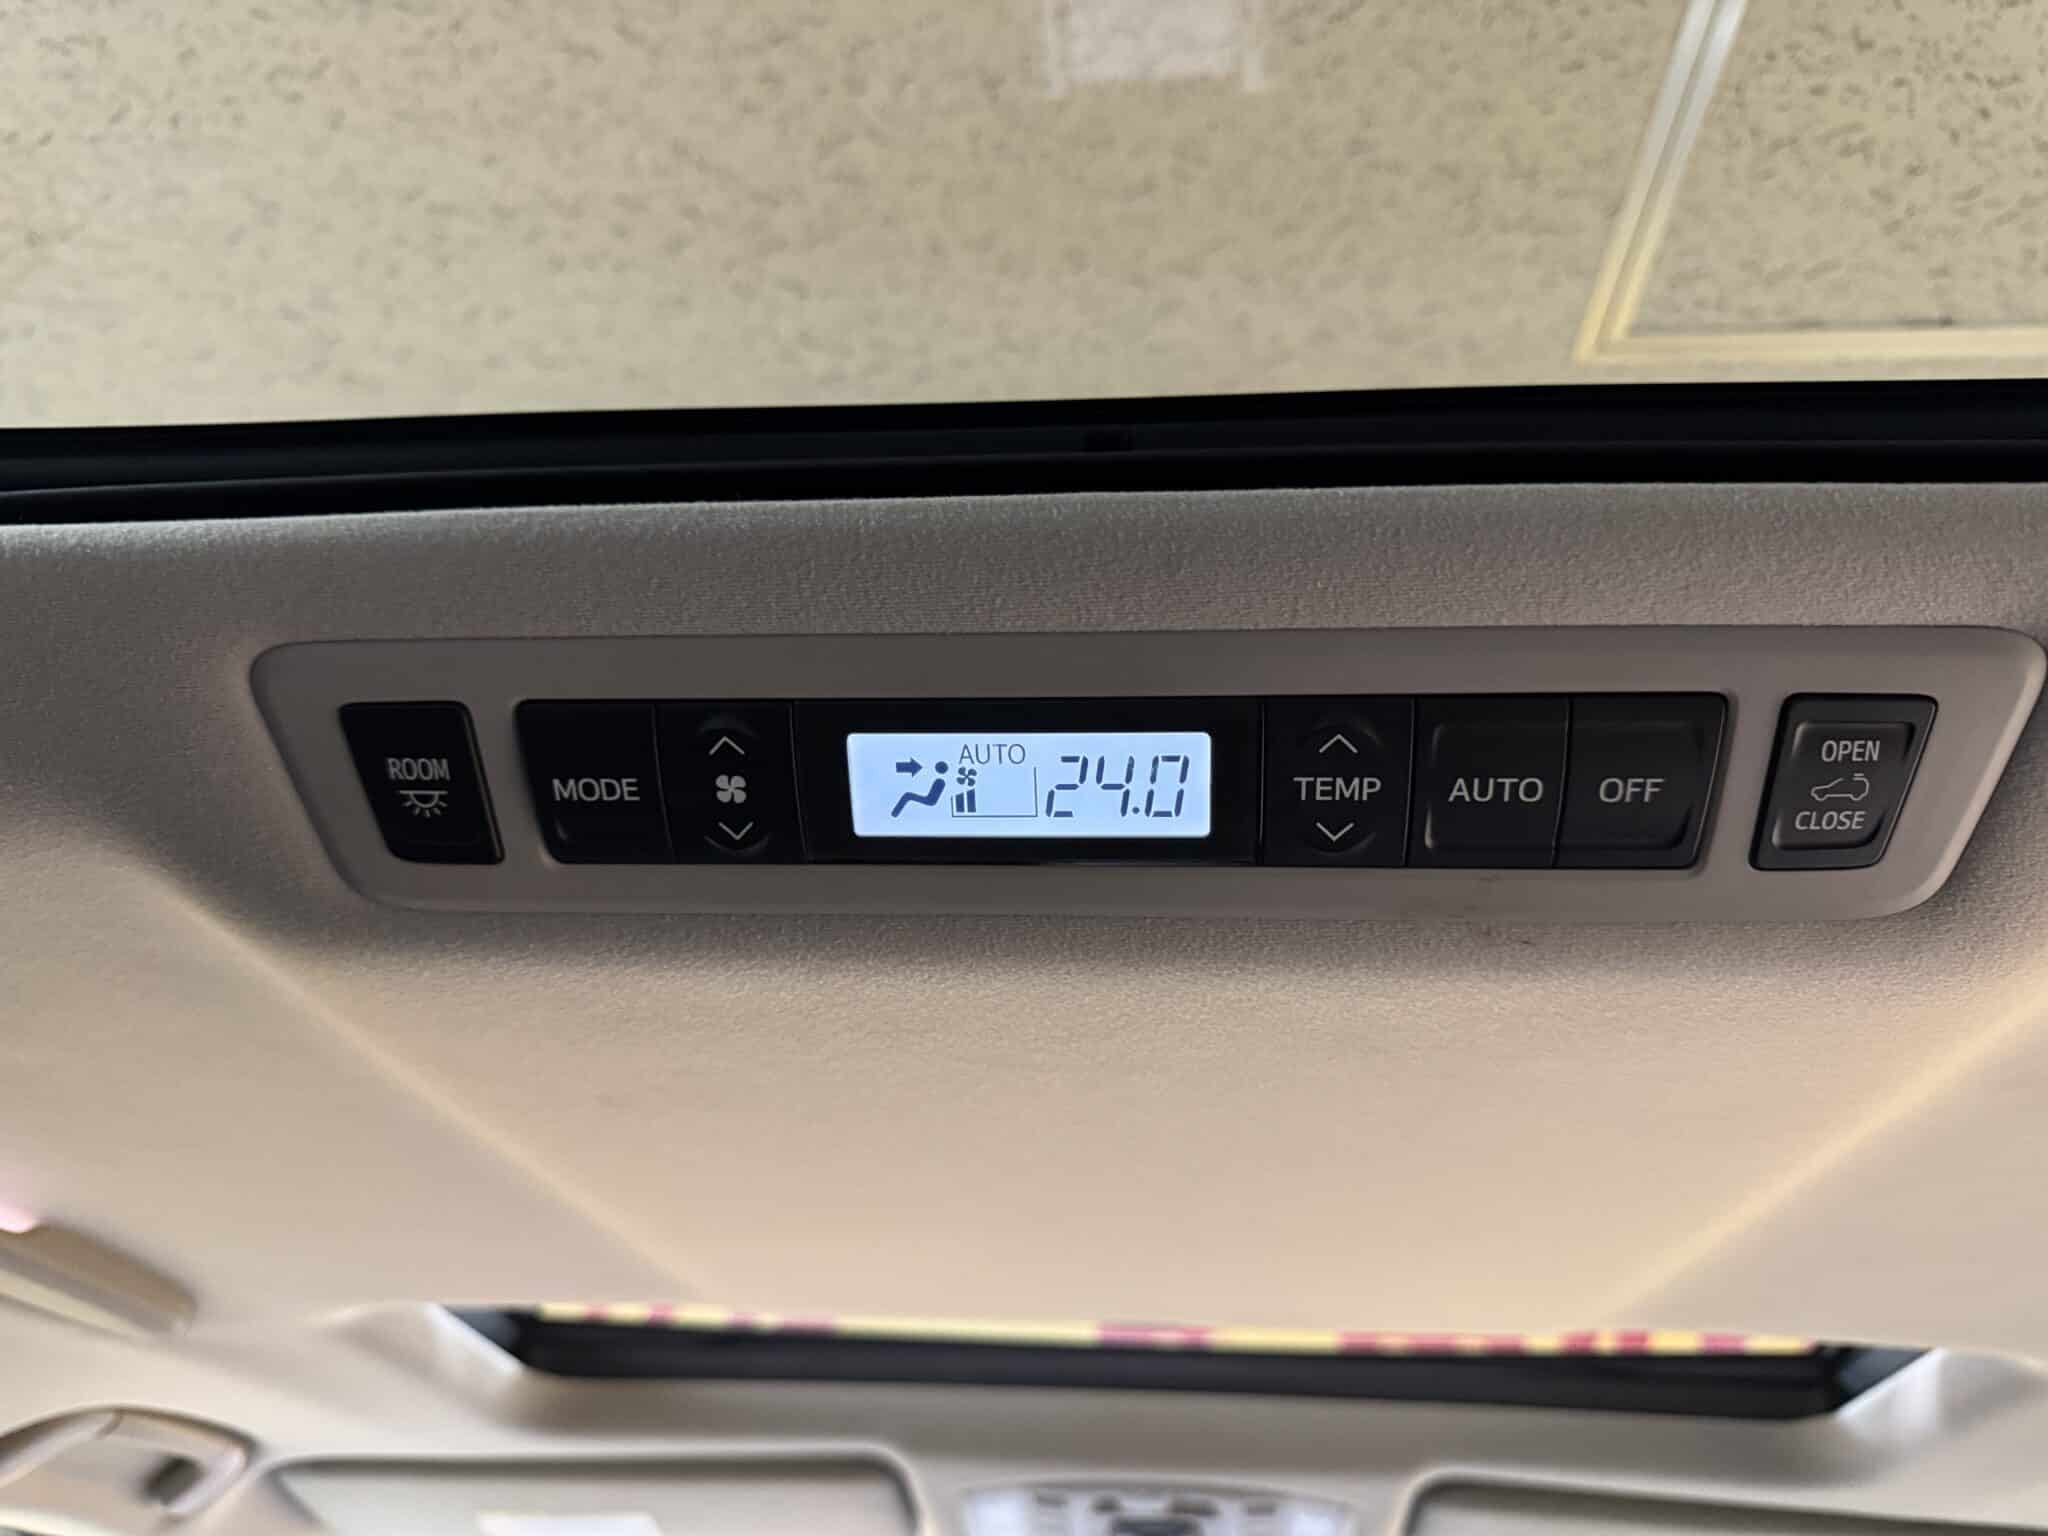 ROOM
MODE
AUTO
24.0
TEMP
AUTO
OFF
OPEN
CLOSE